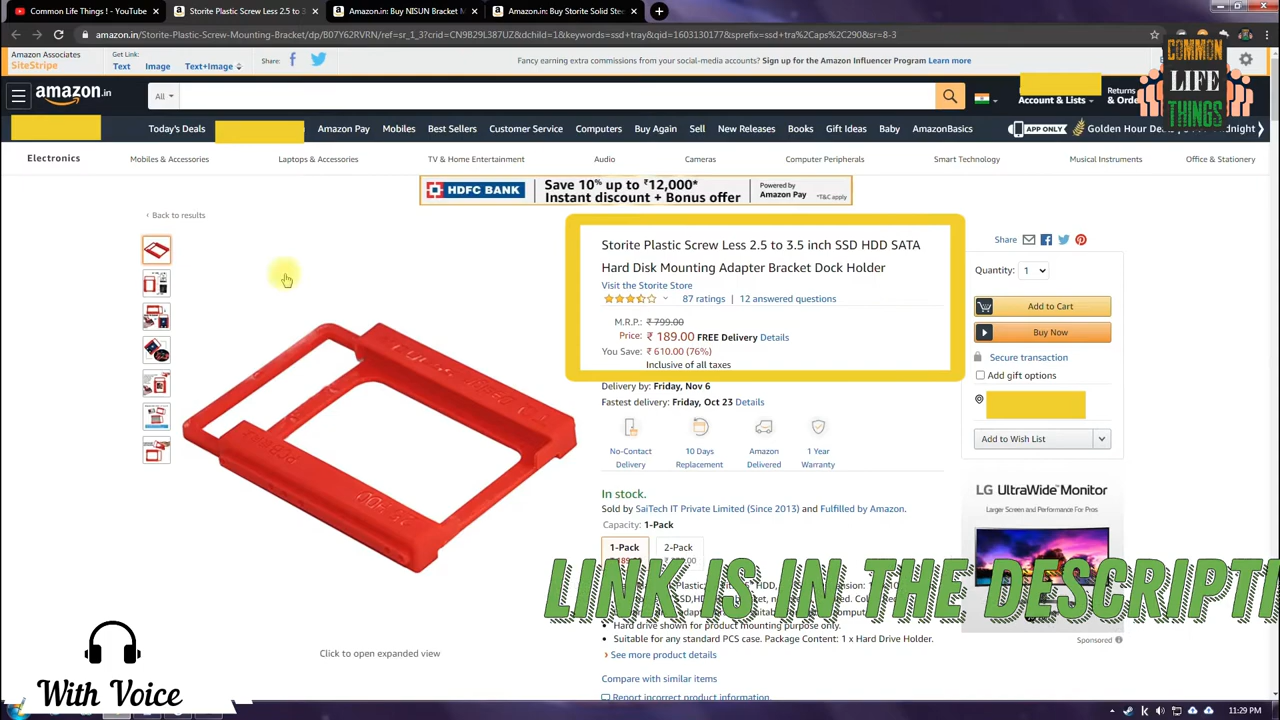 Common Life Things ! - YouTube
Storite Plastic Screw Less 2.5 to 3
Amazon.in: Buy NISUN Bracket M
Amazon.in: Buy Storite Solid Ste
amazon.in/Storite-Plastic-Screw-Mounting-Bracket/dp/B07Y62RVRN/ref=sr_1_3?crid=CN9B29L387UW&dchild=1&keywords=ssd+tray&qid=1603130177&sprefix=ssd+tra%2Caps%2C290&sr=8-3
Amazon Associates
SiteStripe
Get Link:
Text
Image
Text+Image
Share:
Fancy earning extra commissions from your social-media accounts? Sign up for the Amazon Influencer Program Learn more
COMMON
LIFE
THINGS
amazon.in
All
Account & Lists
Returns
& Orde
Today's Deals
Amazon Pay
Mobiles
Best Sellers
Customer Service
Computers
Buy Again
Sell
New Releases
Books
Gift Ideas
Baby
AmazonBasics
APP ONLY
Golden Hour
Electronics
Mobiles & Accessories
Laptops & Accessories
TV & Home Entertainment
Audio
Cameras
Computer Peripherals
Smart Technology
Musical Instruments
Office & Stationery
HDFC BANK
Save 10% up to ₹12,000*
Instant discount + Bonus offer
Powered by
Amazon Pay
*T&C apply
‹ Back to results
Storite Plastic Screw Less 2.5 to 3.5 inch SSD HDD SATA
Hard Disk Mounting Adapter Bracket Dock Holder
Visit the Storite Store
87 ratings | 12 answered questions
M.R.P.: ₹ 799.00
Price: ₹ 189.00 FREE Delivery Details
You Save: ₹ 610.00 (76%)
Inclusive of all taxes
Delivery by: Friday, Nov 6
Fastest delivery: Friday, Oct 23 Details
No-Contact
Delivery
10 Days
Replacement
Amazon
Delivered
1 Year
Warranty
In stock.
Sold by SaiTech IT Private Limited (Since 2013) and Fulfilled by Amazon.
Capacity: 1-Pack
1-Pack
2-Pack
Hard drive shown for product mounting purpose only.
Suitable for any standard PCS case. Package Content: 1 x Hard Drive Holder.
› See more product details
Compare with similar items
Report incorrect product information.
Click to open expanded view
Share
Quantity: 1
Add to Cart
Buy Now
Secure transaction
Add gift options
Add to Wish List
LG UltraWide™ Monitor
Larger Screen and Performance For Pros
Sponsored
LINK IS IN THE DESCRIPTI
With Voice
11:29 PM